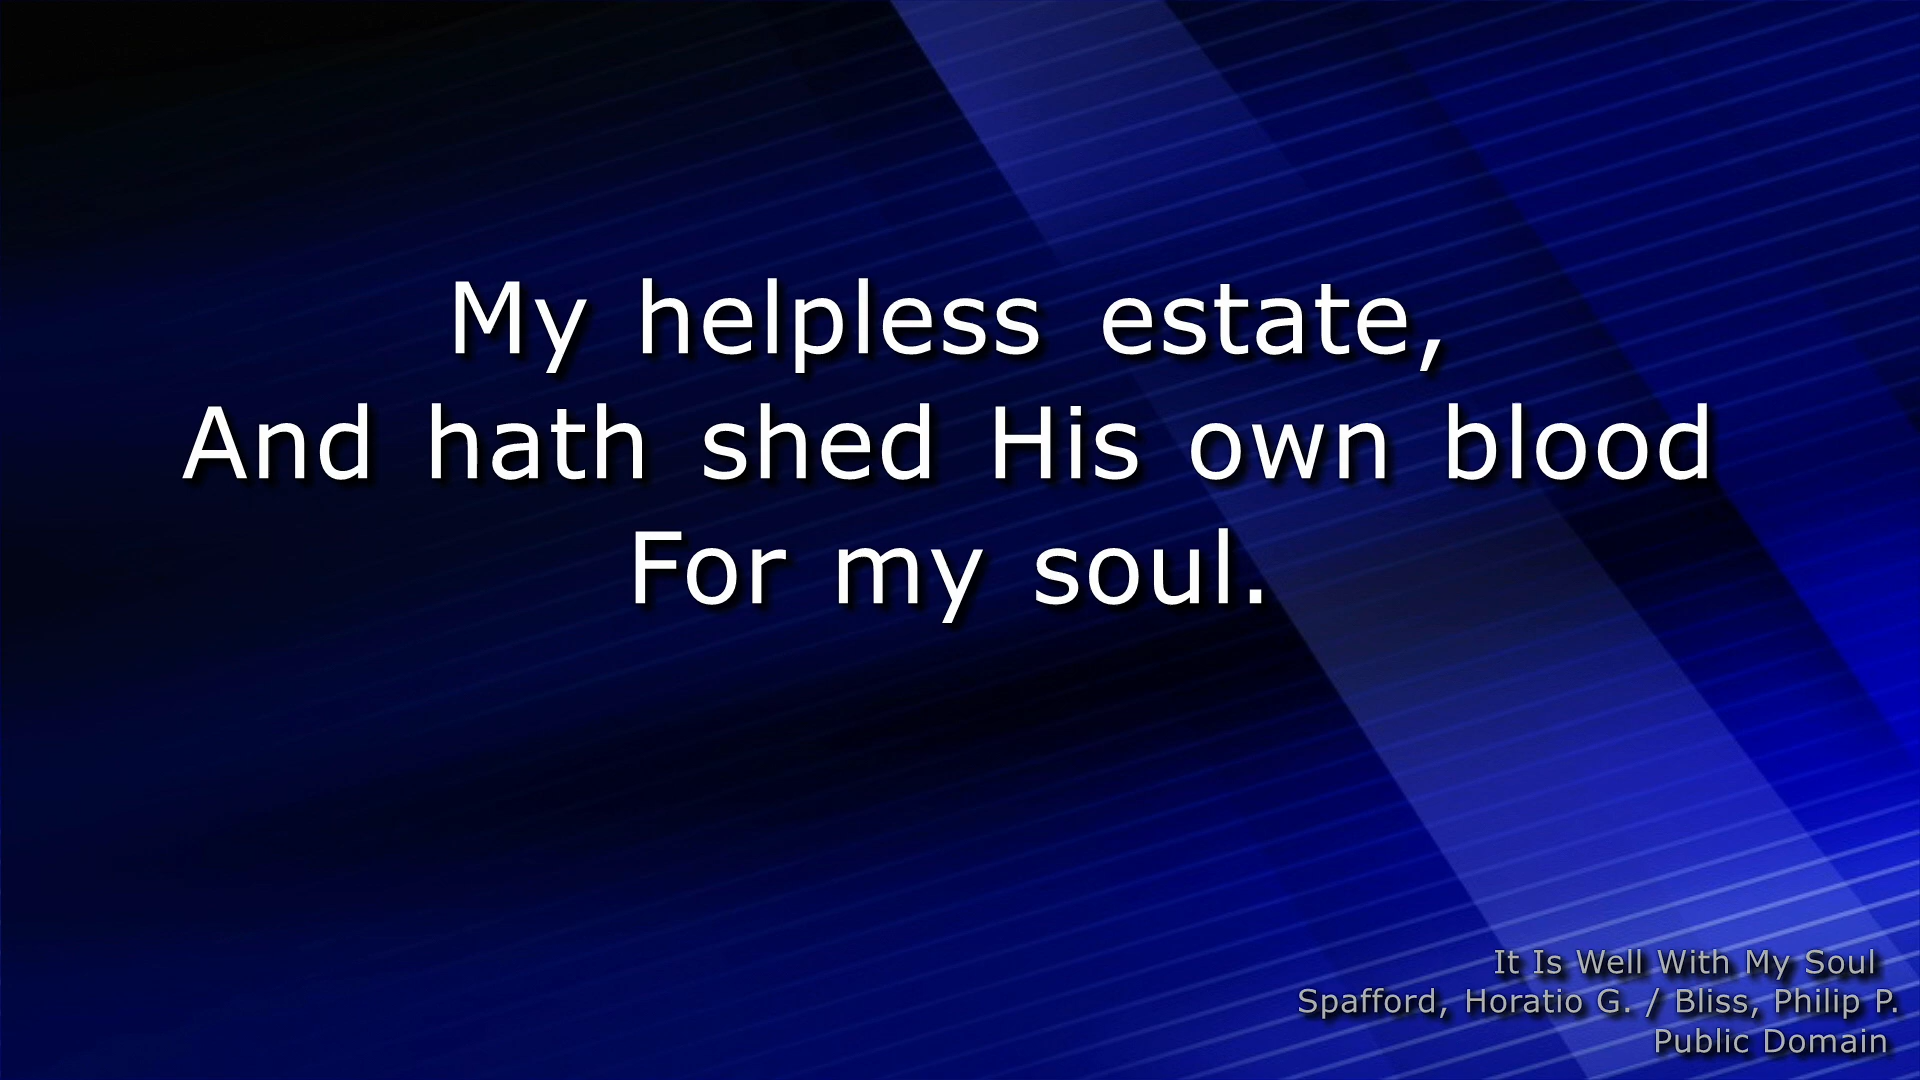 My helpless estate,
And hath shed His own blood
For my soul.
It Is Well With My Soul
Spafford, Horatio G. / Bliss, Philip P.
Public Domain